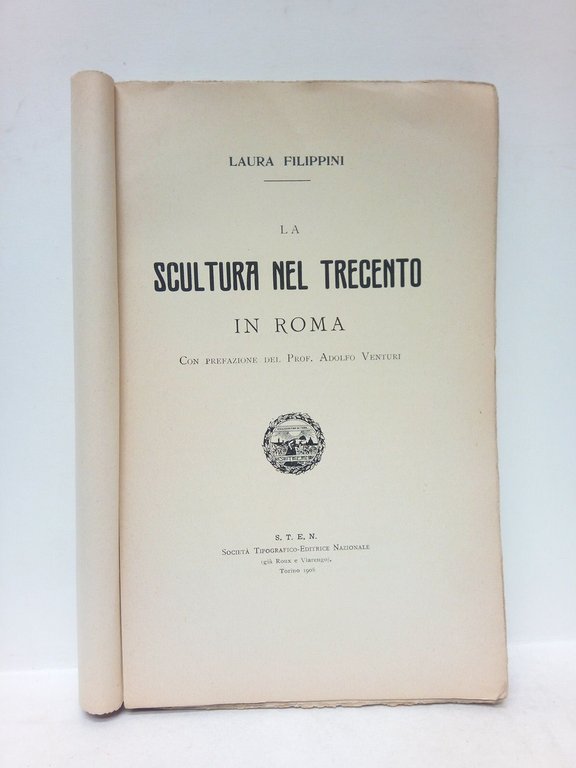 LAURA FILIPPINI
LA
SCULTURA NEL TRECENTO
IN ROMA
CON PREFAZIONE DEL PROF. ADOLFO VENTURI
S. T. E. N.
SOCIETÀ TIPOGRAFICO-EDITRICE NAZIONALE
(già Roux e Viarengo),
TORINO 1908